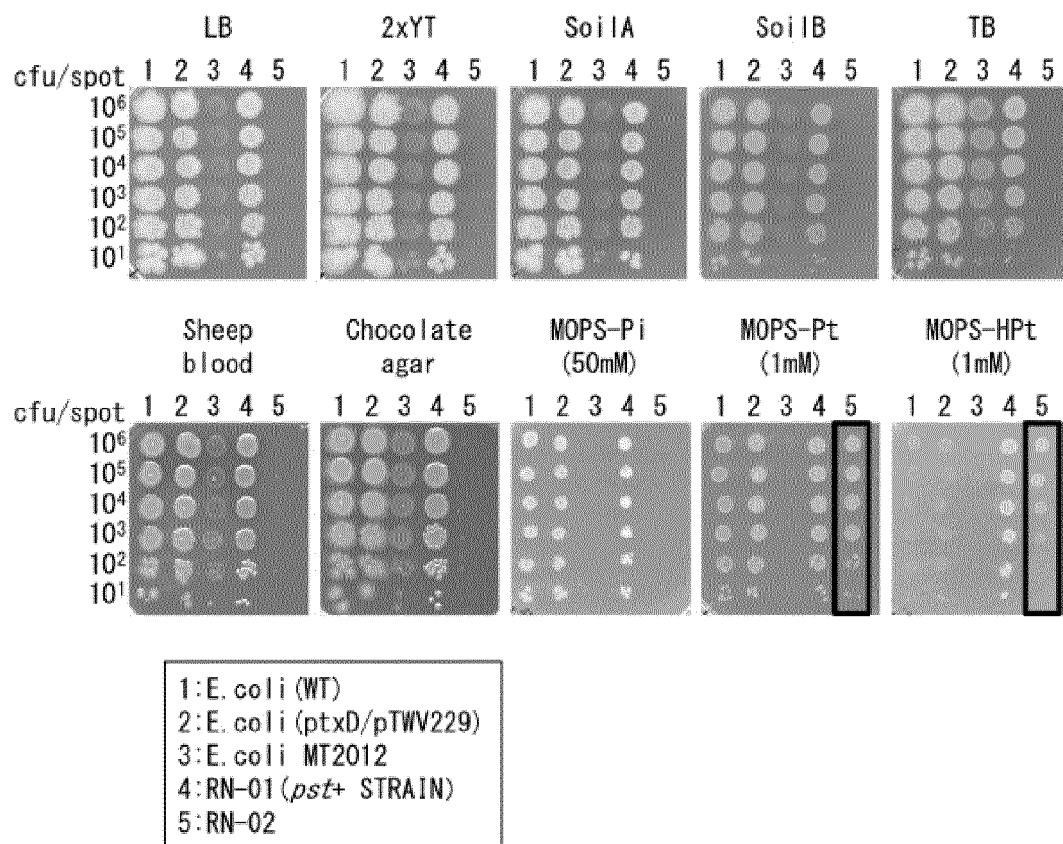 LB 2xYT SoilA SoilB TB
cfu/spot 1 2 3 4 5 1 2 3 4 5 1 2 3 4 5 1 2 3 4 5 1 2 3 4 5
10⁶
10⁵
10⁴
10³
10²
10¹
Sheep blood Chocolate agar MOPS-Pi (50mM) MOPS-Pt (1mM) MOPS-HPt (1mM)
cfu/spot 1 2 3 4 5 1 2 3 4 5 1 2 3 4 5 1 2 3 4 5 1 2 3 4 5
10⁶
10⁵
10⁴
10³
10²
10¹
1:E.coli(WT)
2:E.coli(ptxD/pTWV229)
3:E.coli MT2012
4:RN-01(pst+ STRAIN)
5:RN-02